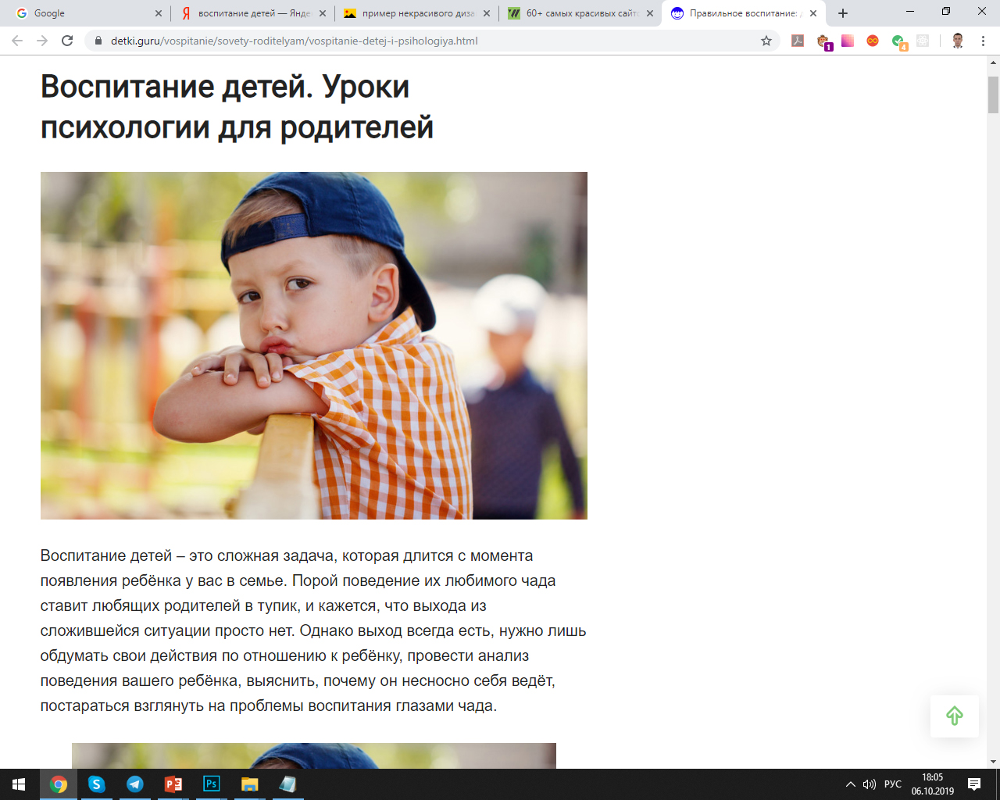 Google
воспитание детей — Янде
пример некрасивого диза
60+ самых красивых сайто
Правильное воспитание: д
detki.guru/vospitanie/sovety-roditelyam/vospitanie-detej-i-psihologiya.html
1
4
Воспитание детей. Уроки
психологии для родителей
Воспитание детей – это сложная задача, которая длится с момента
появления ребёнка у вас в семье. Порой поведение их любимого чада
ставит любящих родителей в тупик, и кажется, что выхода из
сложившейся ситуации просто нет. Однако выход всегда есть, нужно лишь
обдумать свои действия по отношению к ребёнку, провести анализ
поведения вашего ребёнка, выяснить, почему он несносно себя ведёт,
постараться взглянуть на проблемы воспитания глазами чада.
Ps
РУС
18:05
06.10.2019